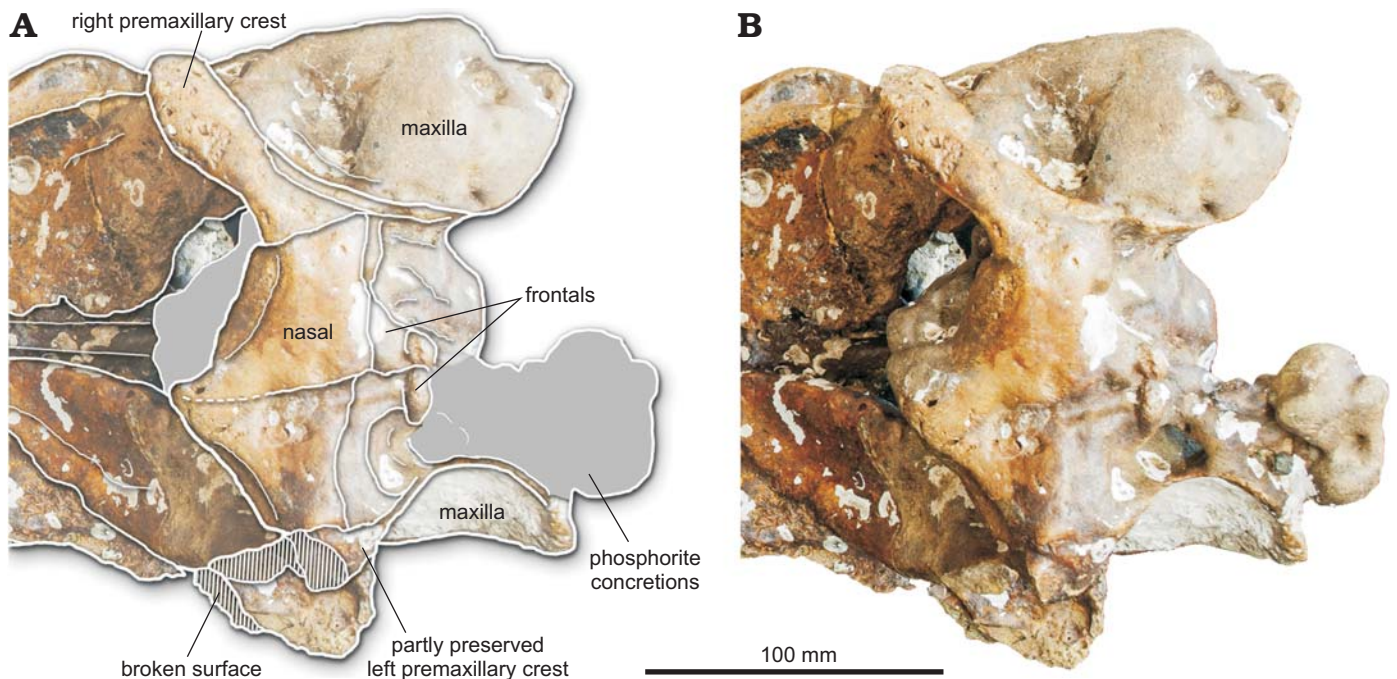 A
right premaxillary crest
maxilla
frontals
nasal
maxilla
phosphorite
concretions
partly preserved
left premaxillary crest
broken surface
B
100 mm